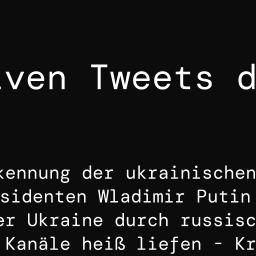 iven Tweets d
kennung der ukrainischen
sidenten Wladimir Putin
er Ukraine durch russisc
Kanäle heiß liefen - Kr